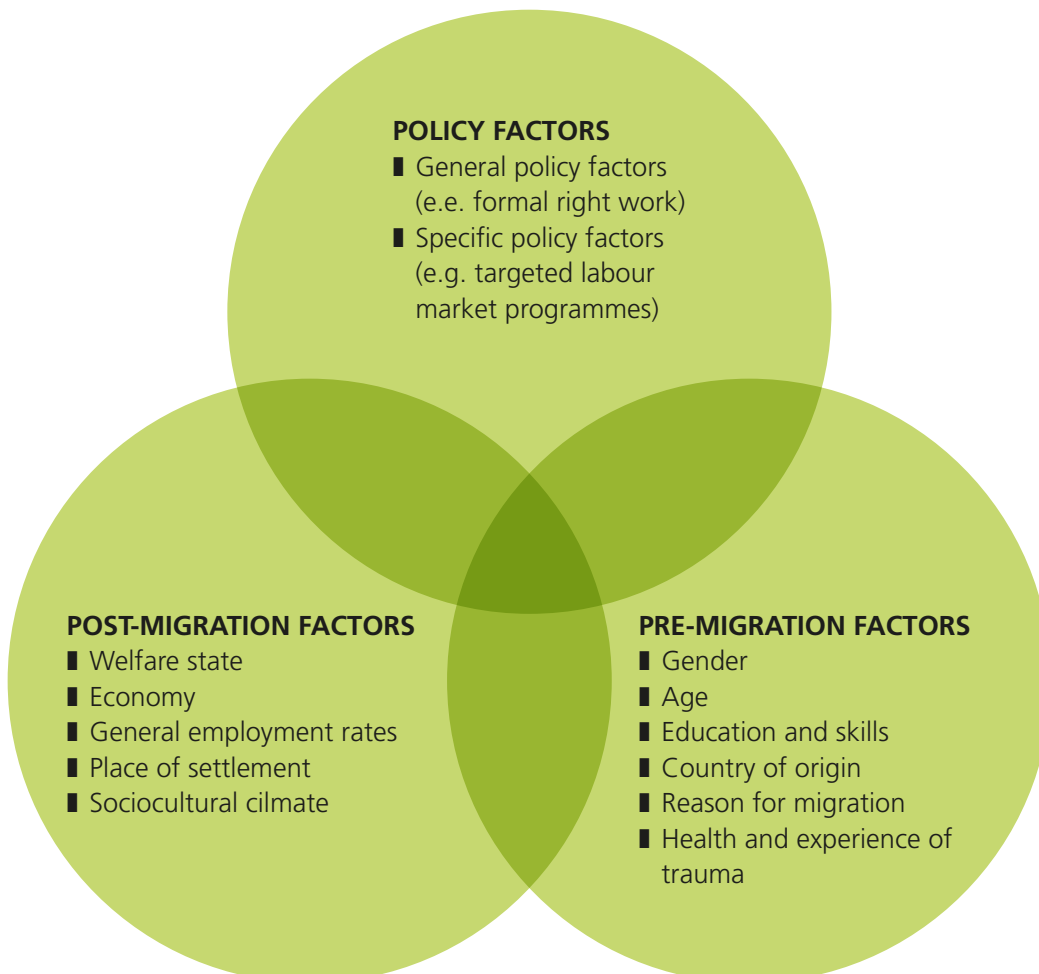 POLICY FACTORS
▮ General policy factors
(e.e. formal right work)
▮ Specific policy factors
(e.g. targeted labour
market programmes)
POST-MIGRATION FACTORS
▮ Welfare state
▮ Economy
▮ General employment rates
▮ Place of settlement
▮ Sociocultural cilmate
PRE-MIGRATION FACTORS
▮ Gender
▮ Age
▮ Education and skills
▮ Country of origin
▮ Reason for migration
▮ Health and experience of
trauma